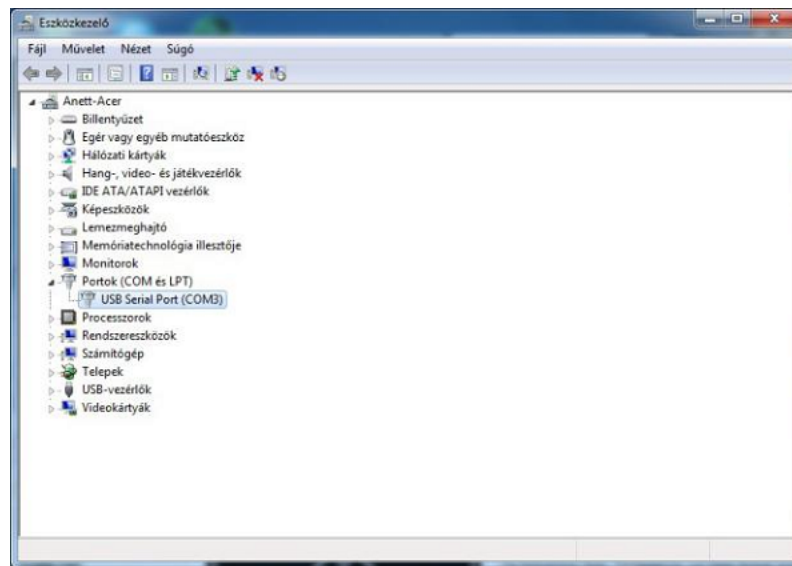 Eszközkezelő
Fájl Művelet Nézet Súgó
Anett-Acer
Billentyűzet
Egér vagy egyéb mutatóeszköz
Hálózati kártyák
Hang-, video- és játékvezérlők
IDE ATA/ATAPI vezérlők
Képeszközök
Lemezmeghajtó
Memóriatechnológia illesztője
Monitorok
Portok (COM és LPT)
USB Serial Port (COM3)
Processzorok
Rendszereszközök
Számítógép
Telepek
USB-vezérlők
Videokártyák